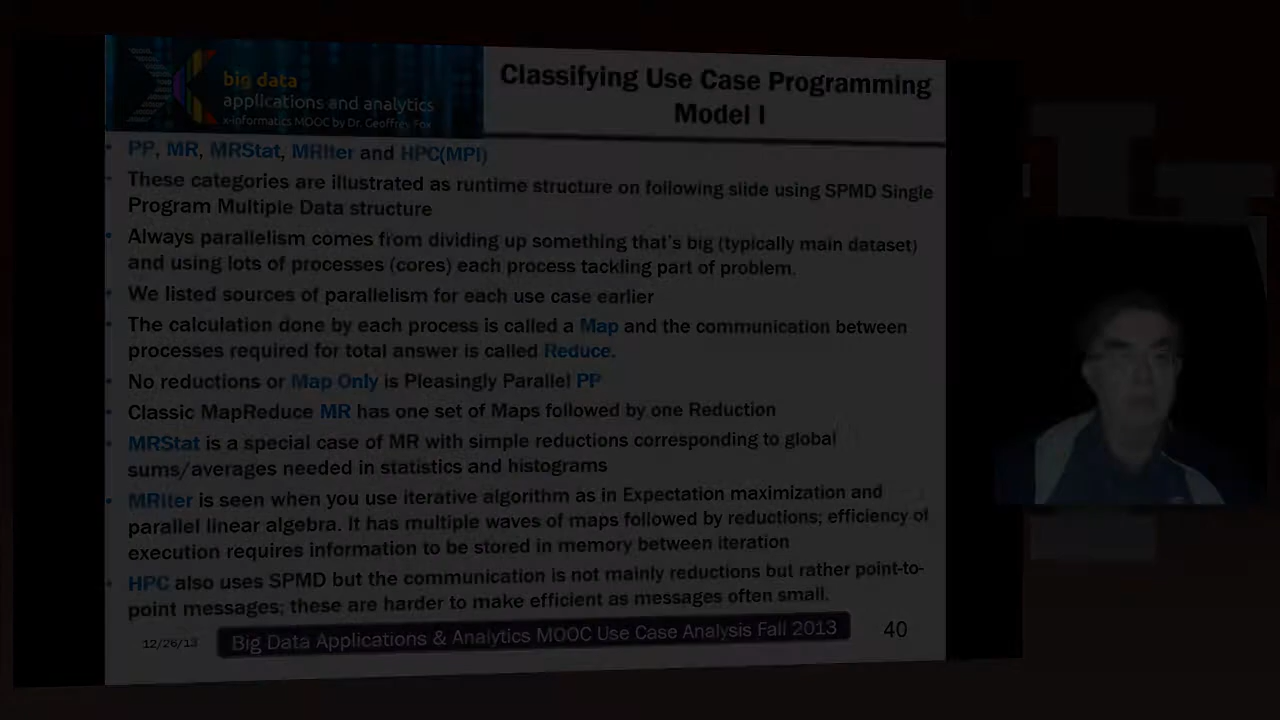 big data
applications and analytics
x-informatics MOOC by Dr. Geoffrey Fox
Classifying Use Case Programming
Model I
• PP, MR, MRStat, MRIter and HPC(MPI)
• These categories are illustrated as runtime structure on following slide using SPMD Single
Program Multiple Data structure
• Always parallelism comes from dividing up something that's big (typically main dataset)
and using lots of processes (cores) each process tackling part of problem.
• We listed sources of parallelism for each use case earlier
• The calculation done by each process is called a Map and the communication between
processes required for total answer is called Reduce.
• No reductions or Map Only is Pleasingly Parallel PP
• Classic MapReduce MR has one set of Maps followed by one Reduction
• MRStat is a special case of MR with simple reductions corresponding to global
sums/averages needed in statistics and histograms
• MRIter is seen when you use iterative algorithm as in Expectation maximization and
parallel linear algebra. It has multiple waves of maps followed by reductions; efficiency of
execution requires information to be stored in memory between iteration
• HPC also uses SPMD but the communication is not mainly reductions but rather point-to-
point messages; these are harder to make efficient as messages often small.
12/26/13
Big Data Applications & Analytics MOOC Use Case Analysis Fall 2013
40